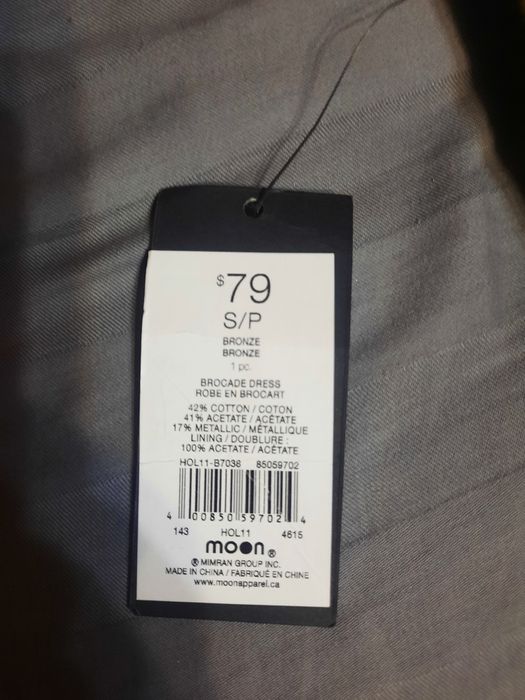 $79
S/P
BRONZE
BRONZE
1 pc.
BROCADE DRESS
ROBE EN BROCART
42% COTTON / COTON
41% ACETATE / ACÉTATE
17% METALLIC / MÉTALLIQUE
LINING / DOUBLURE :
100% ACETATE / ACÉTATE
HOL11-B7036 85059702
4 00850 59702 4
143 HOL11 4615
moon®
® MIMRAN GROUP INC.
MADE IN CHINA / FABRIQUÉ EN CHINE
www.moonapparel.ca